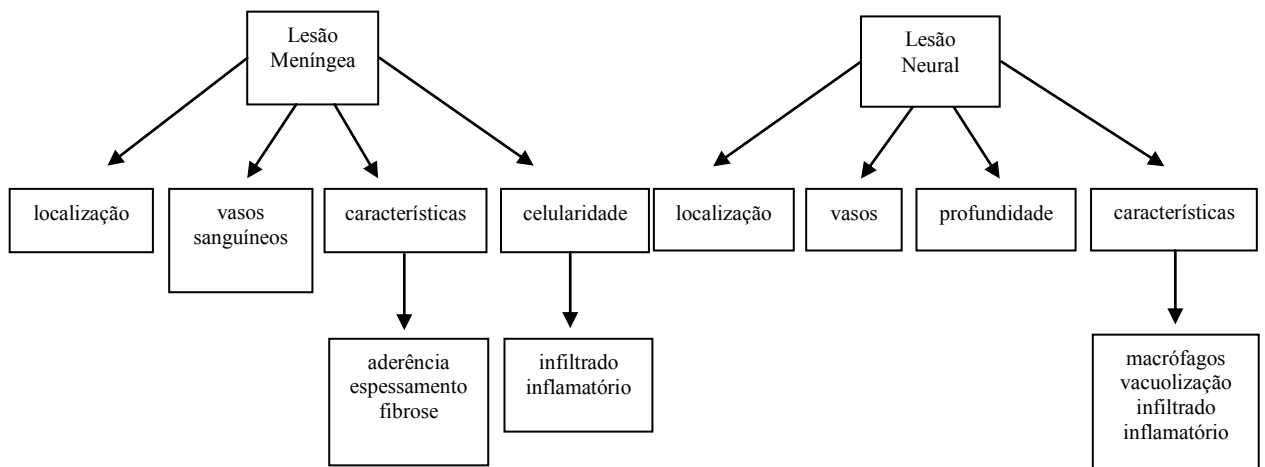 Lesão
Meníngea
Lesão
Neural
localização
vasos
sanguíneos
características
celularidade
localização
vasos
profundidade
características
aderência
espessamento
fibrose
infiltrado
inflamatório
macrófagos
vacuolização
infiltrado
inflamatório